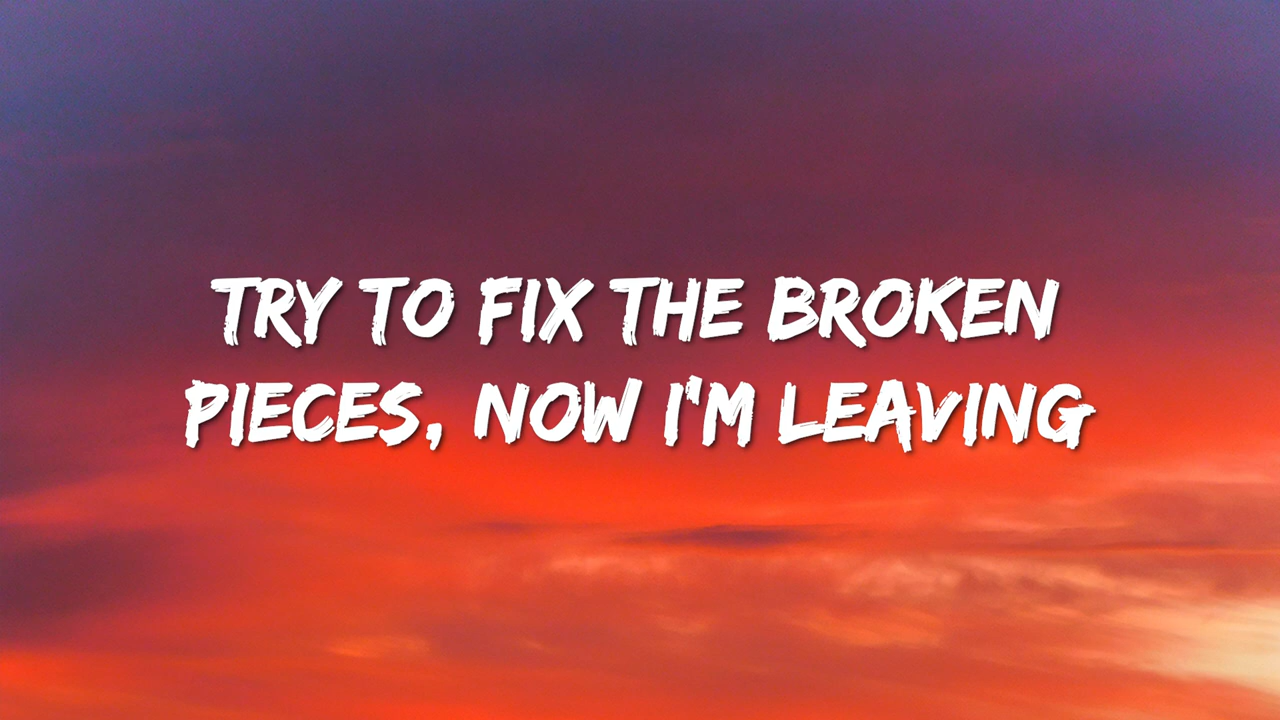 TRY TO FIX THE BROKEN
PIECES, NOW I'M LEAVING